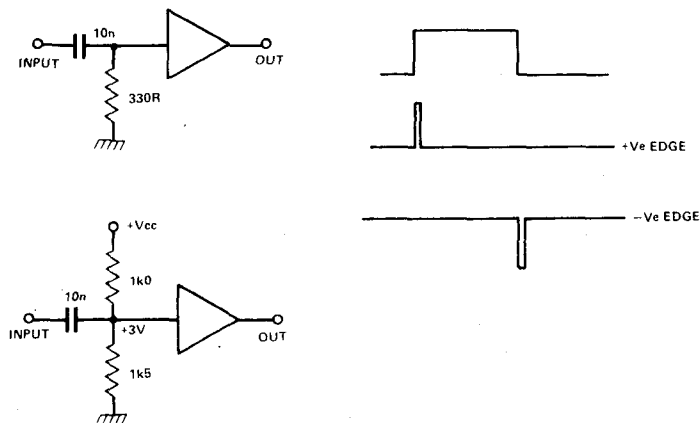 10n
INPUT
OUT
330R
+Ve EDGE
-Ve EDGE
+Vcc
1k0
10n
+3V
INPUT
OUT
1k5